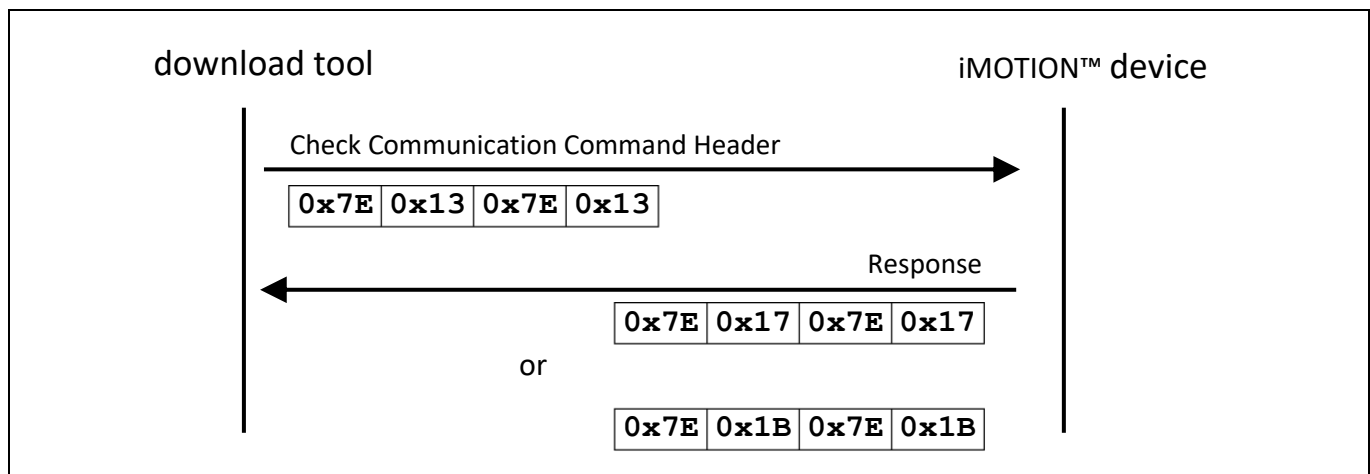 download tool
iMOTION™ device
Check Communication Command Header
0x7E 0x13 0x7E 0x13
Response
0x7E 0x17 0x7E 0x17
or
0x7E 0x1B 0x7E 0x1B